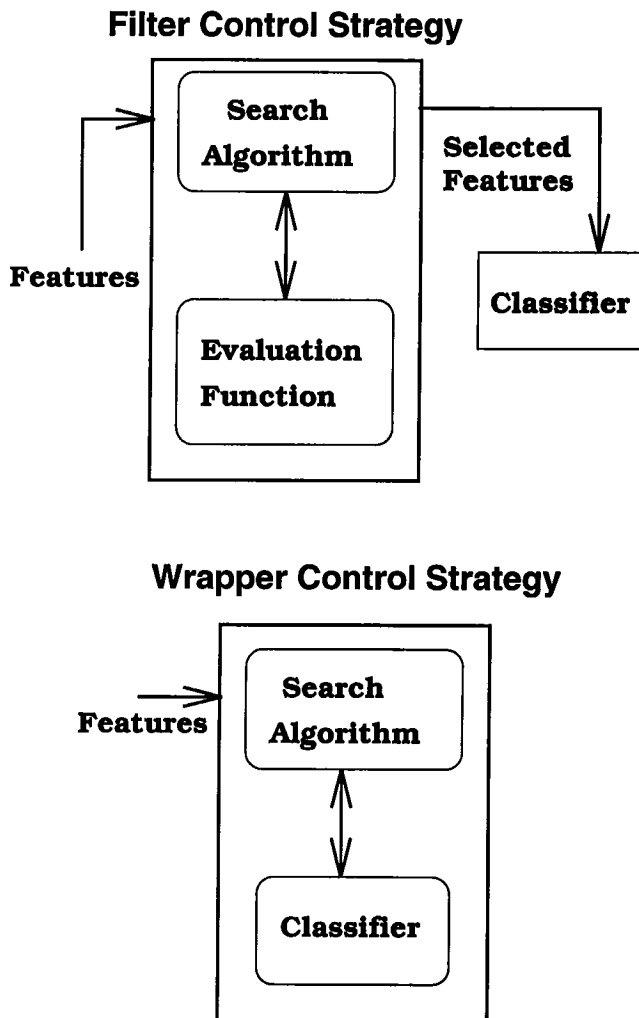 Filter Control Strategy
Search
Algorithm
Selected
Features
Features
Classifier
Evaluation
Function
Wrapper Control Strategy
Search
Algorithm
Features
Classifier